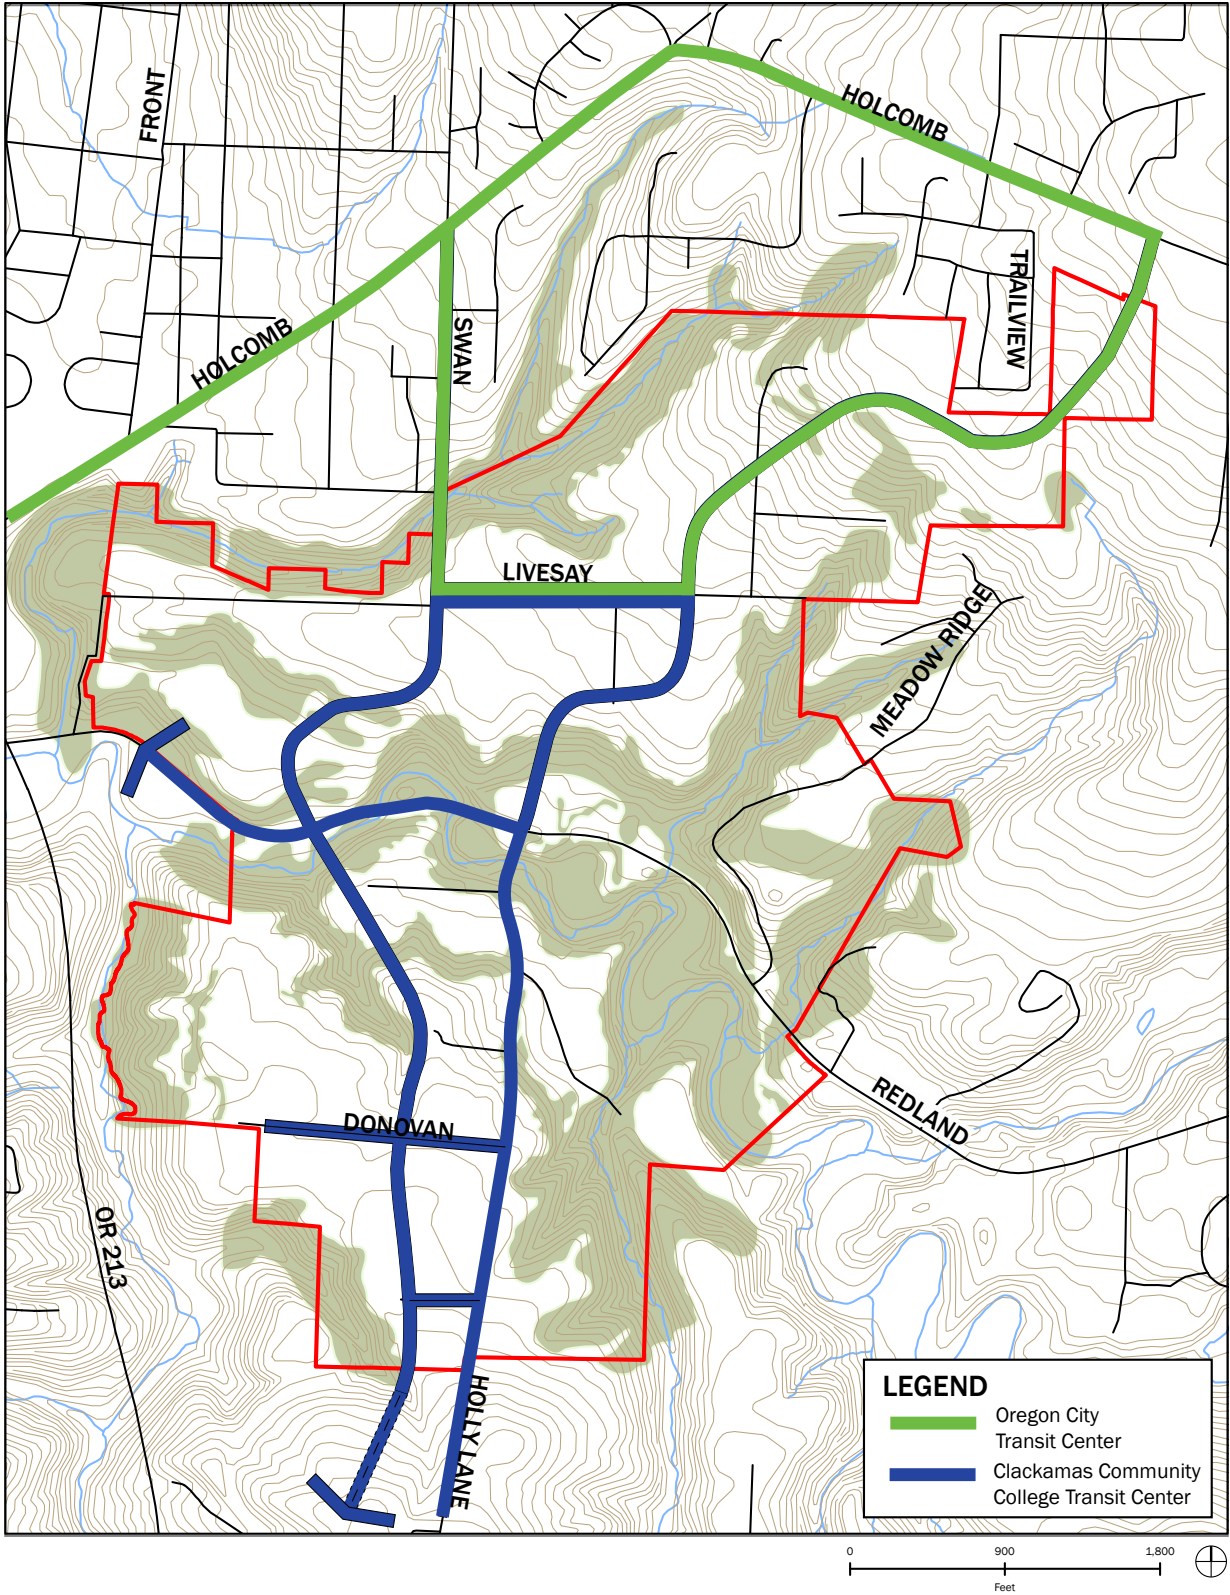 FRONT
HOLCOMB
HOLCOMB
SWAN
TRAILVIEW
LIVESAY
MEADOW RIDGE
DONOVAN
REDLAND
OR 213
HOLLY LANE
LEGEND
Oregon City
Transit Center
Clackamas Community
College Transit Center
0 900 1,800
Feet